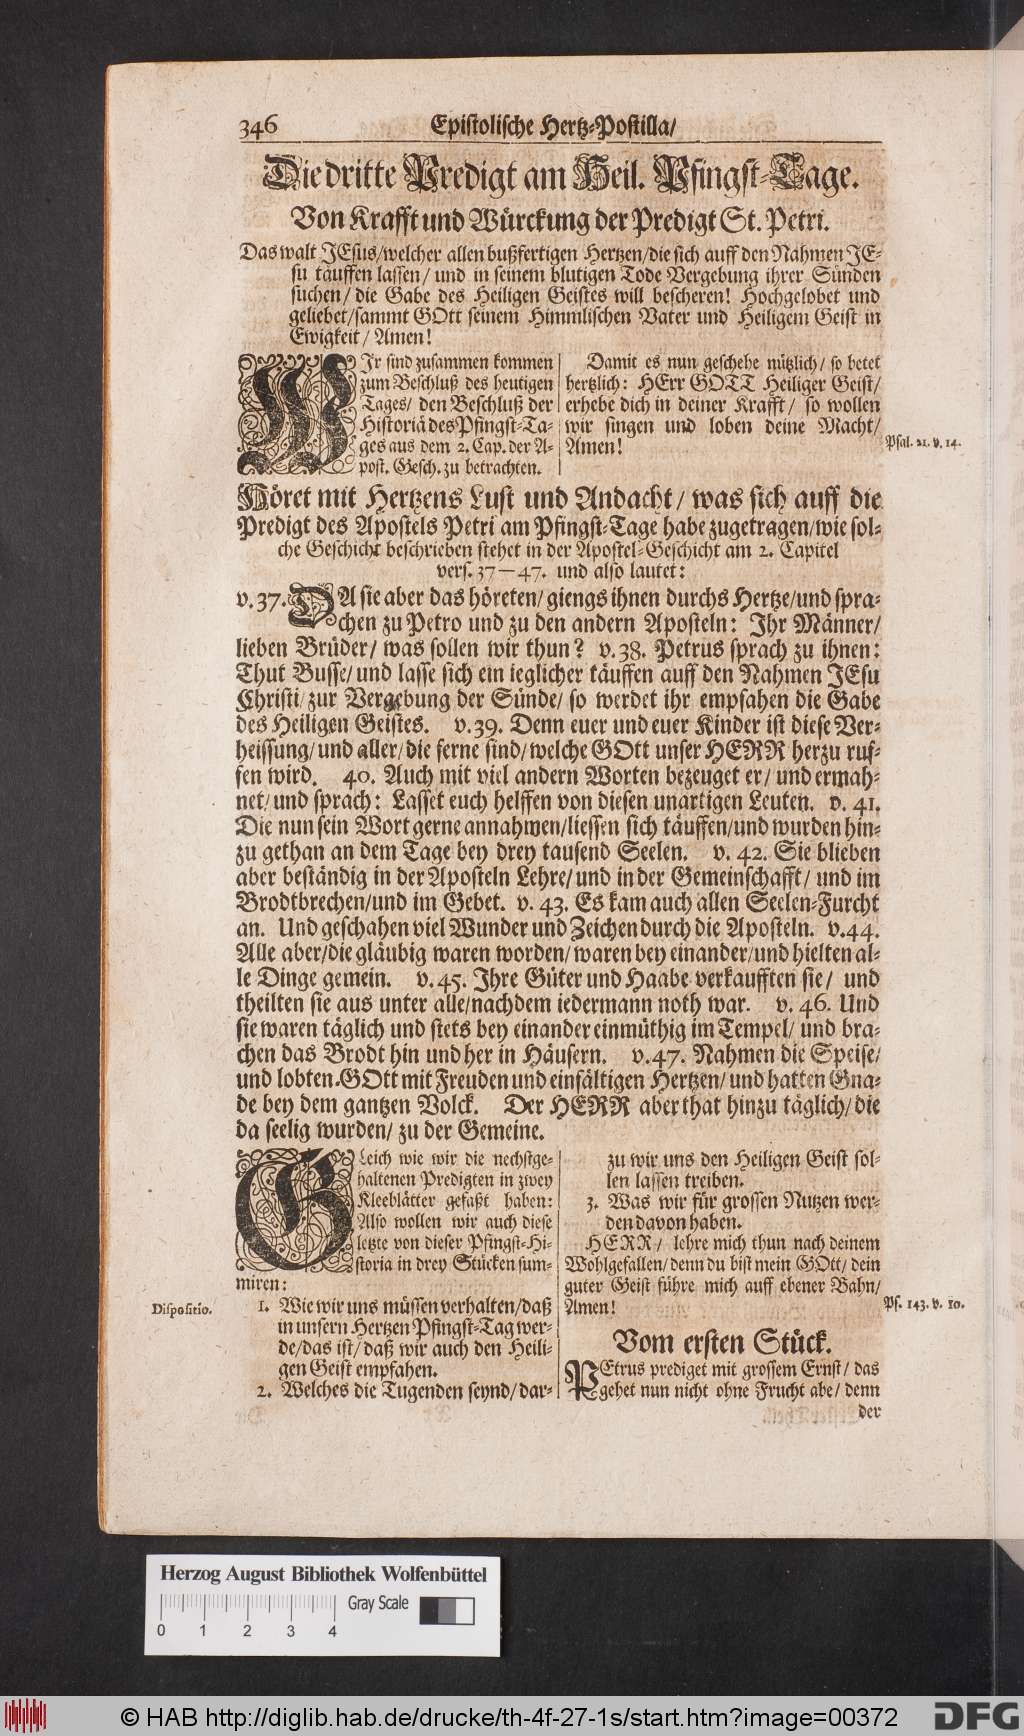 346 Epistolische Hertz-Postilla/
Die dritte Predigt am Heil. Pfingst-Tage.
Von Krafft und Würckung der Predigt St. Petri.
Das walt JEsus/welcher allen bußfertigen Hertzen/die sich auff den Nahmen JE-
su täuffen lassen/ und in seinem blutigen Tode Vergebung ihrer Sünden
suchen/ die Gabe des Heiligen Geistes will bescheren! Hochgelobet und
geliebet/sammt GOtt seinem Himmlischen Vater und Heiligem Geist in
Ewigkeit/ Amen!
WJr sind zusammen kommen
zum Beschluß des heutigen
Tages/ den Beschluß der
Historiä des Pfingst-Ta-
ges aus dem 2. Cap. der A-
post. Gesch. zu betrachten.
Damit es nun geschehe nützlich/ so betet
hertzlich: HErr GOTT Heiliger Geist/
erhebe dich in deiner Krafft/ so wollen
wir singen und loben deine Macht/
Amen!
Psal. 21. v. 14.
Höret mit Hertzens Lust und Andacht/ was sich auff die
Predigt des Apostels Petri am Pfingst-Tage habe zugetragen/wie sol-
che Geschicht beschrieben stehet in der Apostel-Geschicht am 2. Capitel
vers. 37—47. und also lautet:
v. 37. DA sie aber das höreten/ giengs ihnen durchs Hertze/und spra-
chen zu Petro und zu den andern Aposteln: Ihr Männer/
lieben Brüder/ was sollen wir thun? v. 38. Petrus sprach zu ihnen:
Thut Busse/ und lasse sich ein ieglicher täuffen auff den Nahmen JEsu
Christi/ zur Vergebung der Sünde/ so werdet ihr empfahen die Gabe
des Heiligen Geistes. v. 39. Denn euer und euer Kinder ist diese Ver-
heissung/ und aller/ die ferne sind/ welche GOtt unser HERR herzu ruf-
fen wird. 40. Auch mit viel andern Worten bezeuget er/ und ermah-
net/ und sprach: Lasset euch helffen von diesen unartigen Leuten. v. 41.
Die nun sein Wort gerne annahmen/liessen sich täuffen/und wurden hin-
zu gethan an dem Tage bey drey tausend Seelen. v. 42. Sie blieben
aber beständig in der Aposteln Lehre/ und in der Gemeinschafft/ und im
Brodtbrechen/und im Gebet. v. 43. Es kam auch allen Seelen-Furcht
an. Und geschahen viel Wunder und Zeichen durch die Aposteln. v. 44.
Alle aber/die gläubig waren worden/ waren bey einander/und hielten al-
le Dinge gemein. v. 45. Ihre Güter und Haabe verkaufften sie/ und
theilten sie aus unter alle/nachdem iedermann noth war. v. 46. Und
sie waren täglich und stets bey einander einmüthig im Tempel/ und bra-
chen das Brodt hin und her in Häusern. v. 47. Nahmen die Speise/
und lobten GOtt mit Freuden und einfältigen Hertzen/ und hatten Gna-
de bey dem gantzen Volck. Der HERR aber that hinzu täglich/ die
da seelig wurden/ zu der Gemeine.
GLeich wie wir die nechstge-
haltenen Predigten in zwey
Kleeblätter gefaßt haben:
Also wollen wir auch diese
letzte von dieser Pfingst-Hi-
storia in drey Stücken sum-
miren:
Dispositio.
1. Wie wir uns müssen verhalten/daß
in unsern Hertzen Pfingst-Tag wer-
de/das ist/ daß wir auch den Heili-
gen Geist empfahen.
2. Welches die Tugenden seynd/ dar-
zu wir uns den Heiligen Geist sol-
len lassen treiben.
3. Was wir für grossen Nutzen wer-
den davon haben.
HERR/ lehre mich thun nach deinem
Wohlgefallen/ denn du bist mein GOtt/ dein
guter Geist führe mich auff ebener Bahn/
Amen!
Ps. 143. v. 10.
Vom ersten Stück.
PEtrus prediget mit grossem Ernst/ das
gehet nun nicht ohne Frucht abe/ denn
der
Herzog August Bibliothek Wolfenbüttel
Gray Scale
0 1 2 3 4
© HAB http://diglib.hab.de/drucke/th-4f-27-1s/start.htm?image=00372
DFG